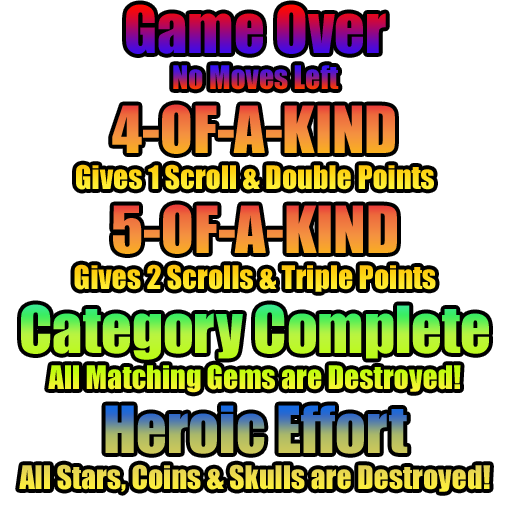 Game Over
No Moves Left
4-OF-A-KIND
Gives 1 Scroll & Double Points
5-OF-A-KIND
Gives 2 Scrolls & Triple Points
Category Complete
All Matching Gems are Destroyed!
Heroic Effort
All Stars, Coins & Skulls are Destroyed!